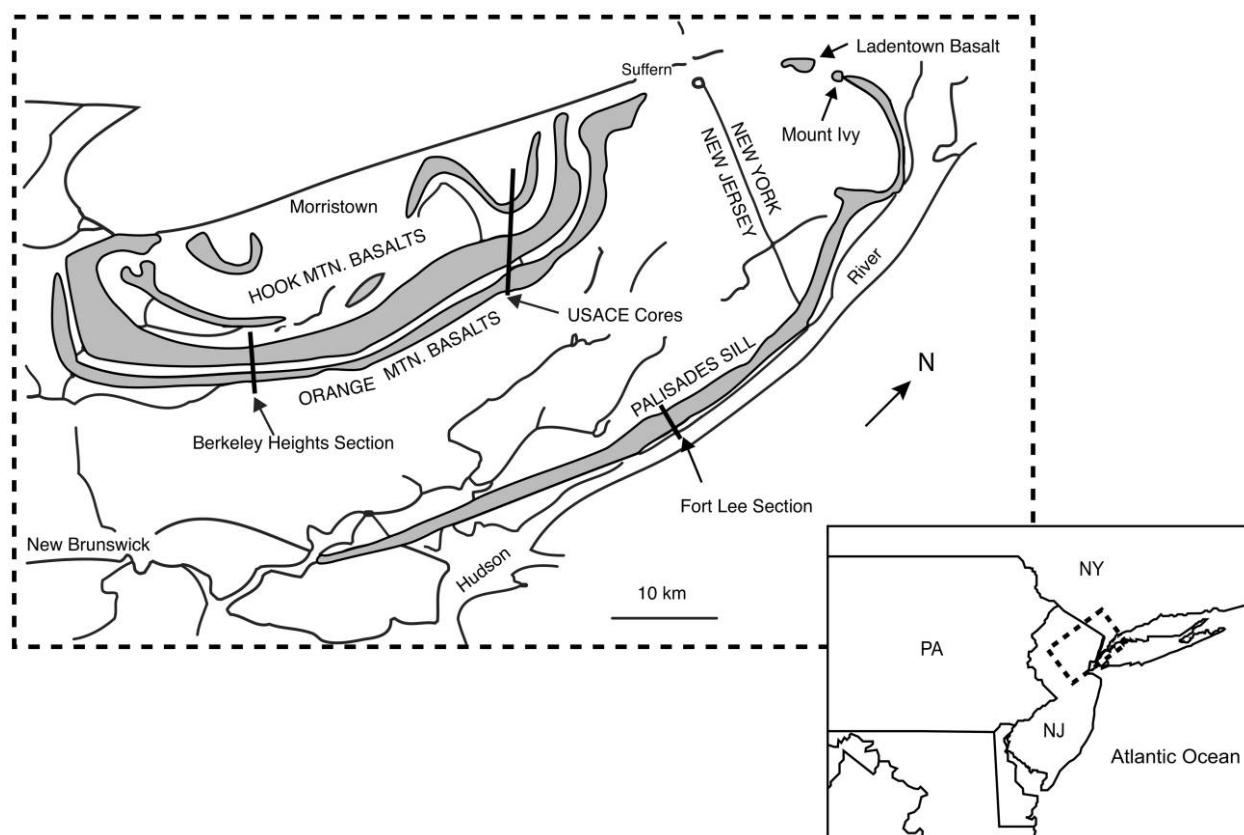 Ladentown Basalt
Suffern
Mount Ivy
NEW YORK
NEW JERSEY
Morristown
HOOK MTN. BASALTS
River
USACE Cores
ORANGE MTN. BASALTS
N
PALISADES SILL
Berkeley Heights Section
Fort Lee Section
New Brunswick
Hudson
10 km
NY
PA
NJ
Atlantic Ocean